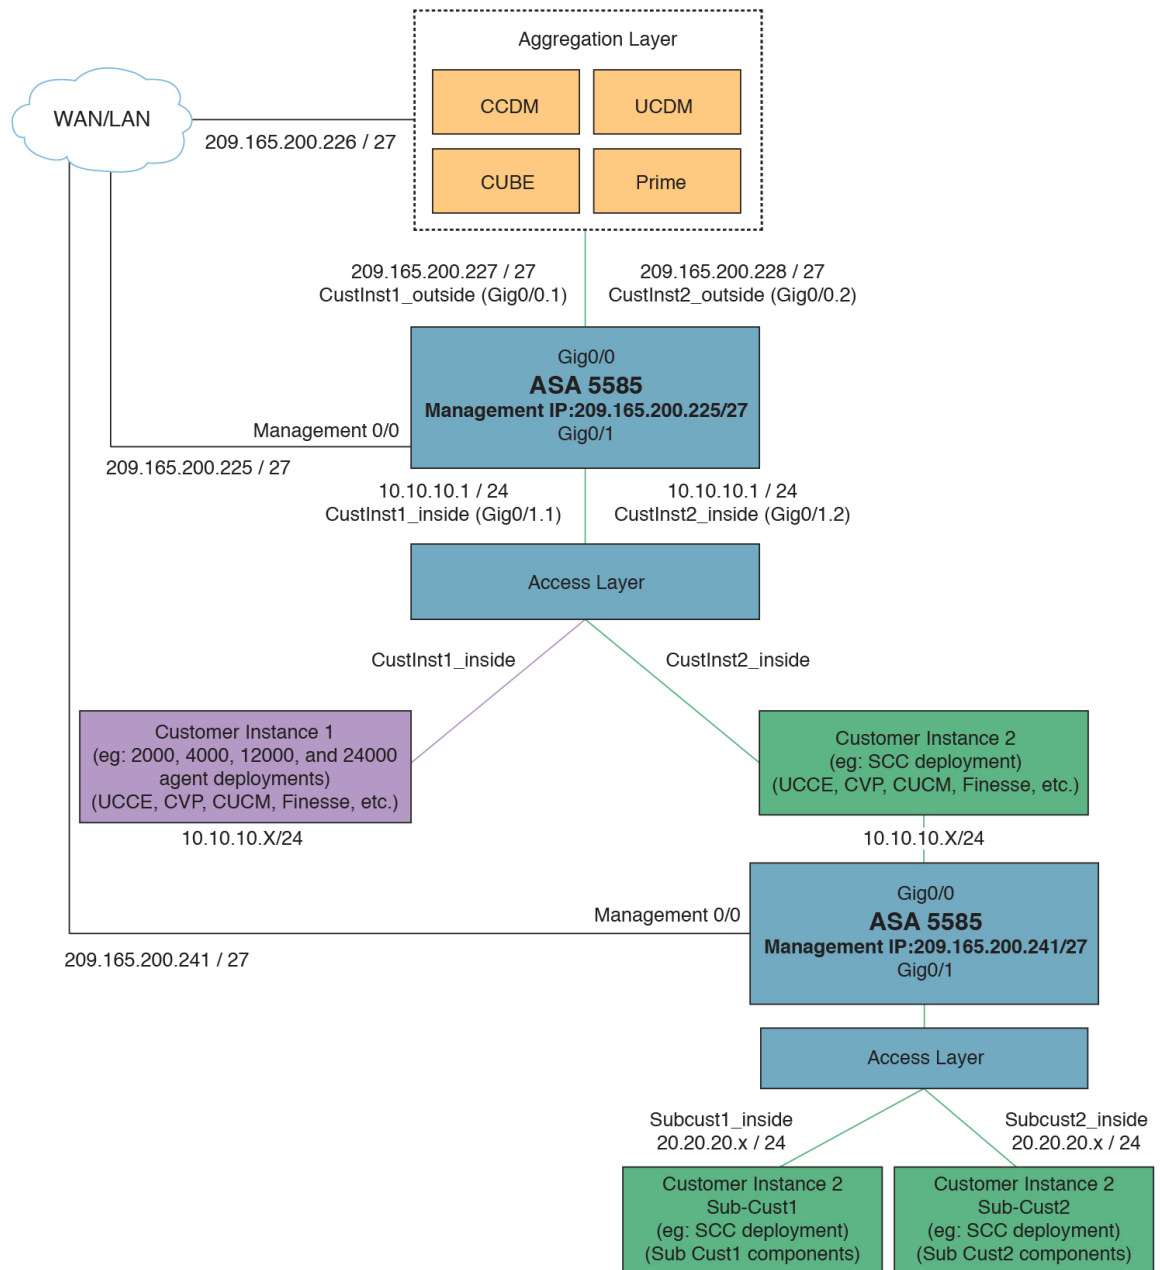 Aggregation Layer
CCDM
UCDM
CUBE
Prime
WAN/LAN
209.165.200.226 / 27
209.165.200.227 / 27
CustInst1_outside (Gig0/0.1)
209.165.200.228 / 27
CustInst2_outside (Gig0/0.2)
Gig0/0
ASA 5585
Management IP:209.165.200.225/27
Gig0/1
Management 0/0
209.165.200.225 / 27
10.10.10.1 / 24
CustInst1_inside (Gig0/1.1)
10.10.10.1 / 24
CustInst2_inside (Gig0/1.2)
Access Layer
CustInst1_inside
CustInst2_inside
Customer Instance 1
(eg: 2000, 4000, 12000, and 24000
agent deployments)
(UCCE, CVP, CUCM, Finesse, etc.)
10.10.10.X/24
Customer Instance 2
(eg: SCC deployment)
(UCCE, CVP, CUCM, Finesse, etc.)
10.10.10.X/24
Gig0/0
ASA 5585
Management IP:209.165.200.241/27
Gig0/1
Management 0/0
209.165.200.241 / 27
Access Layer
Subcust1_inside
20.20.20.x / 24
Subcust2_inside
20.20.20.x / 24
Customer Instance 2
Sub-Cust1
(eg: SCC deployment)
(Sub Cust1 components)
Customer Instance 2
Sub-Cust2
(eg: SCC deployment)
(Sub Cust2 components)